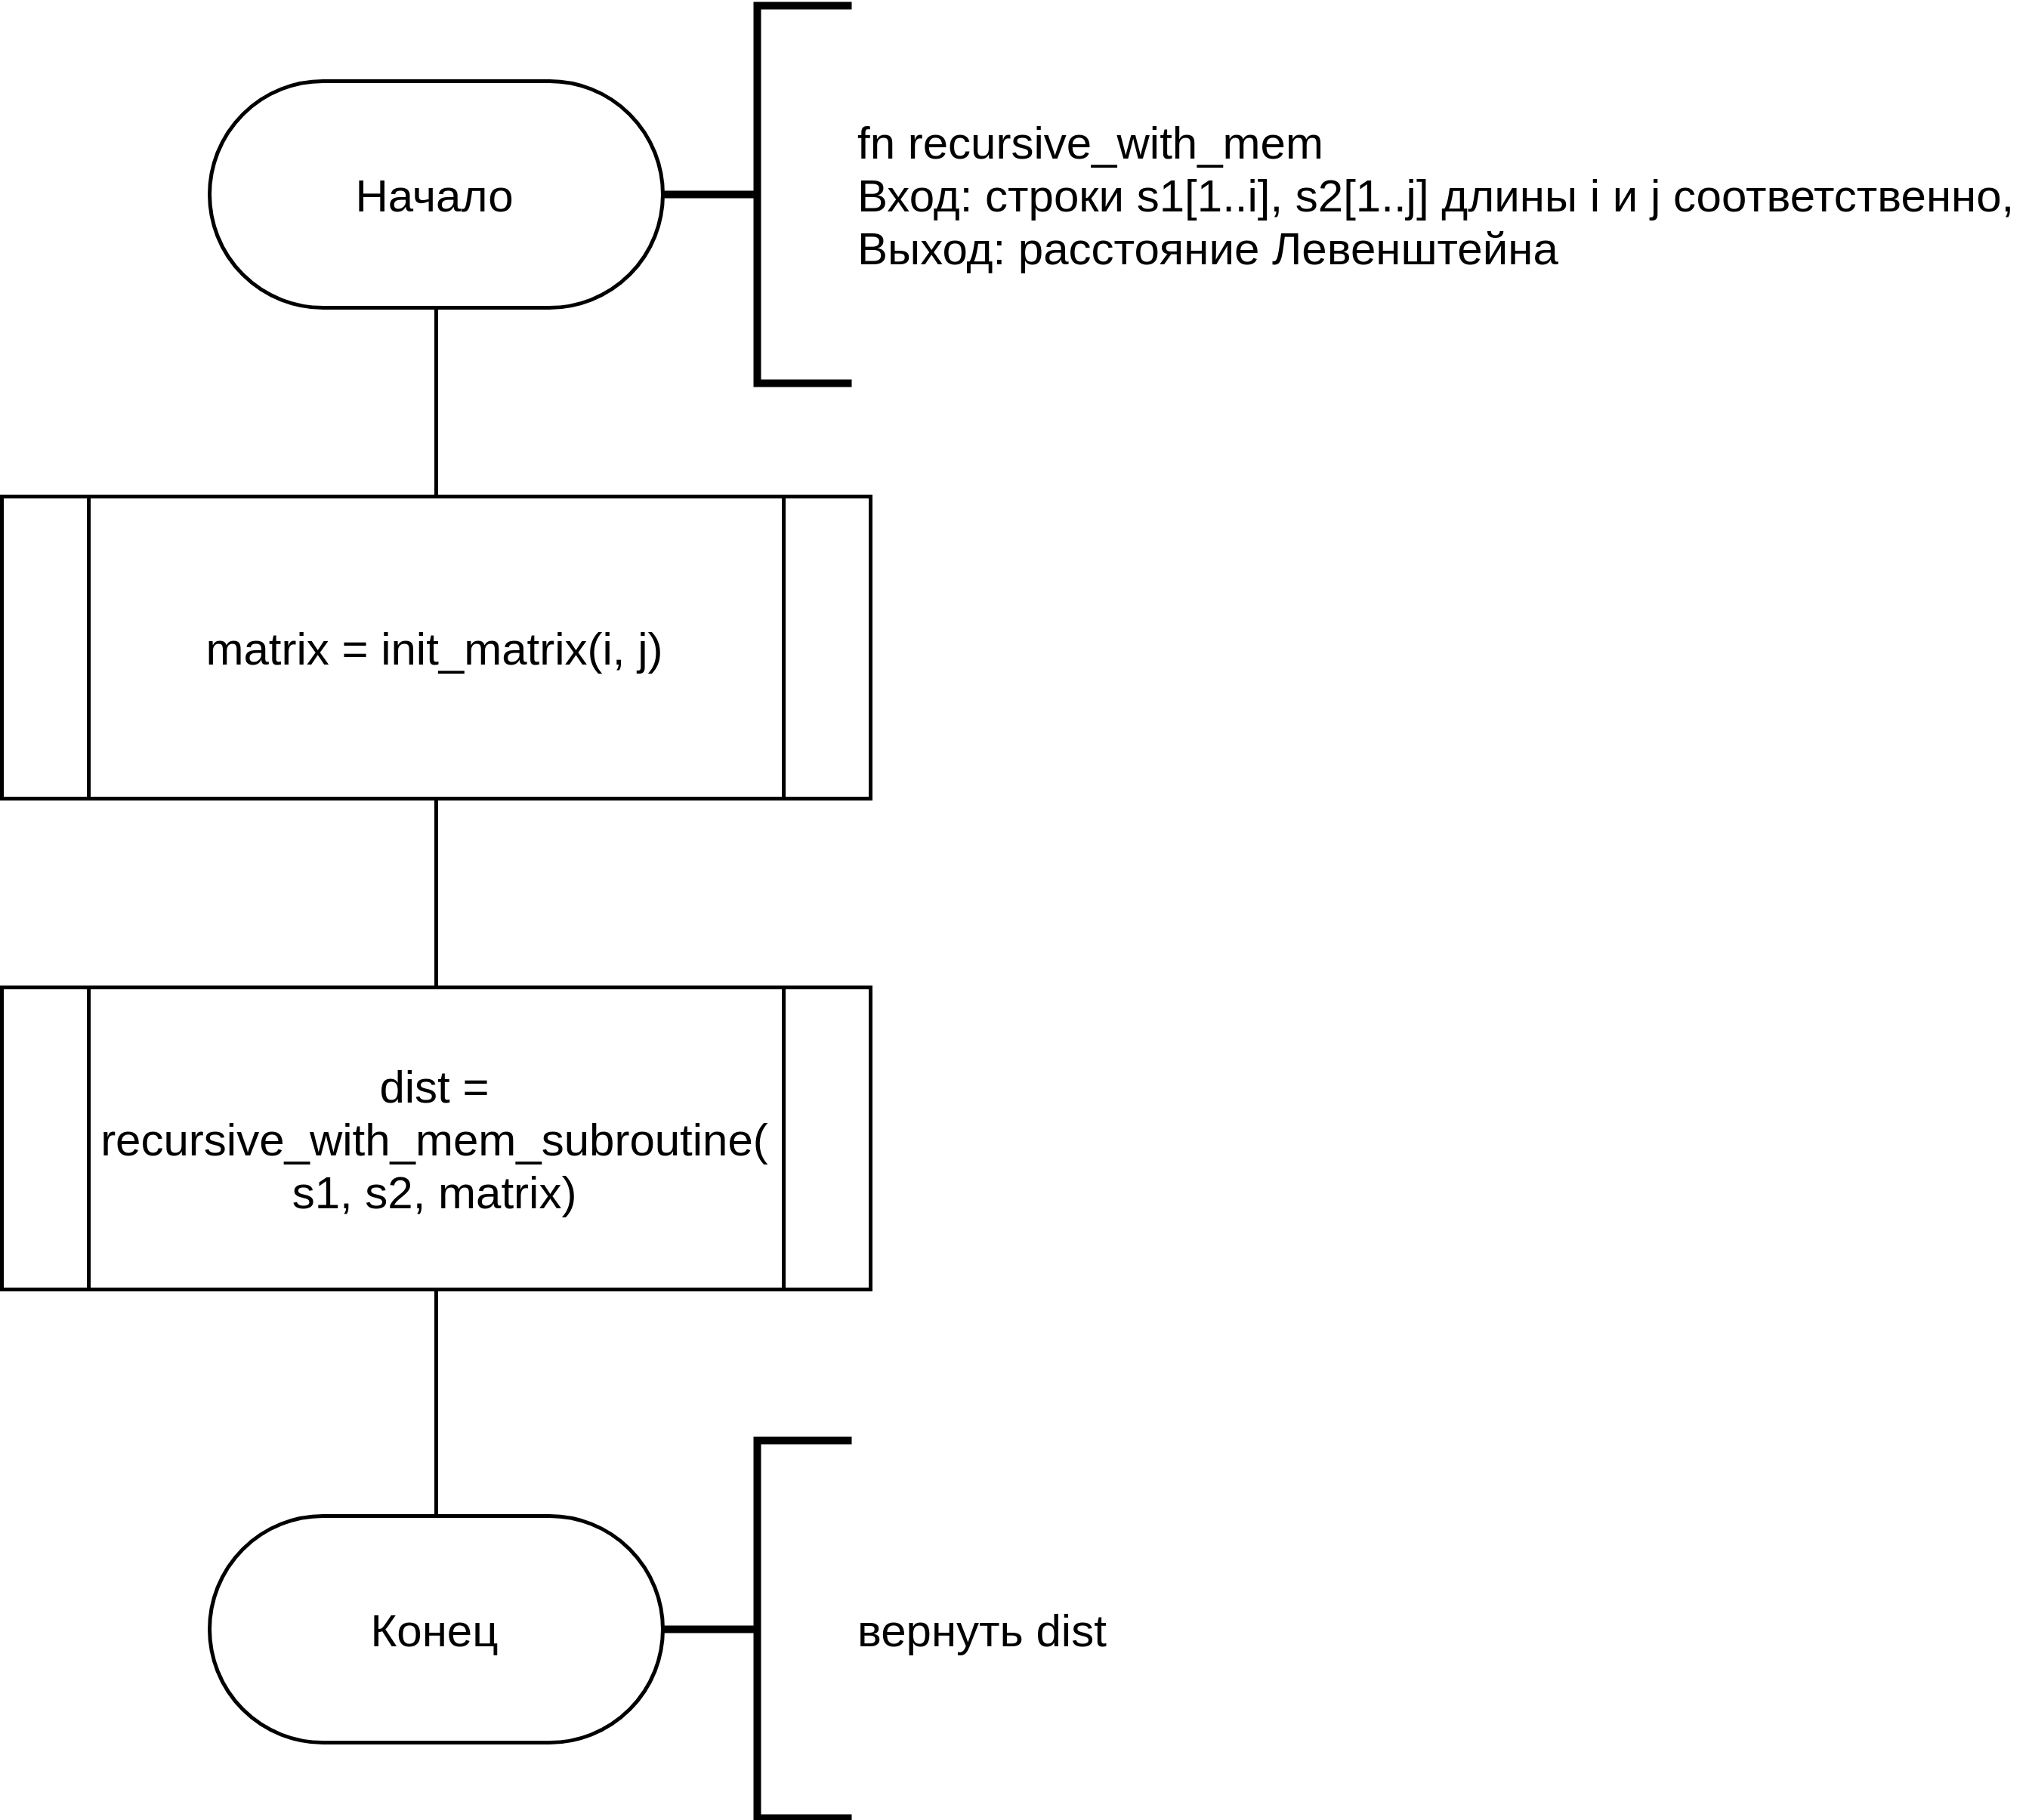 Начало
fn recursive_with_mem
Вход: строки s1[1..i], s2[1..j] длины i и j соответственно,
Выход: расстояние Левенштейна
matrix = init_matrix(i, j)
dist =
recursive_with_mem_subroutine(
s1, s2, matrix)
Конец
вернуть dist